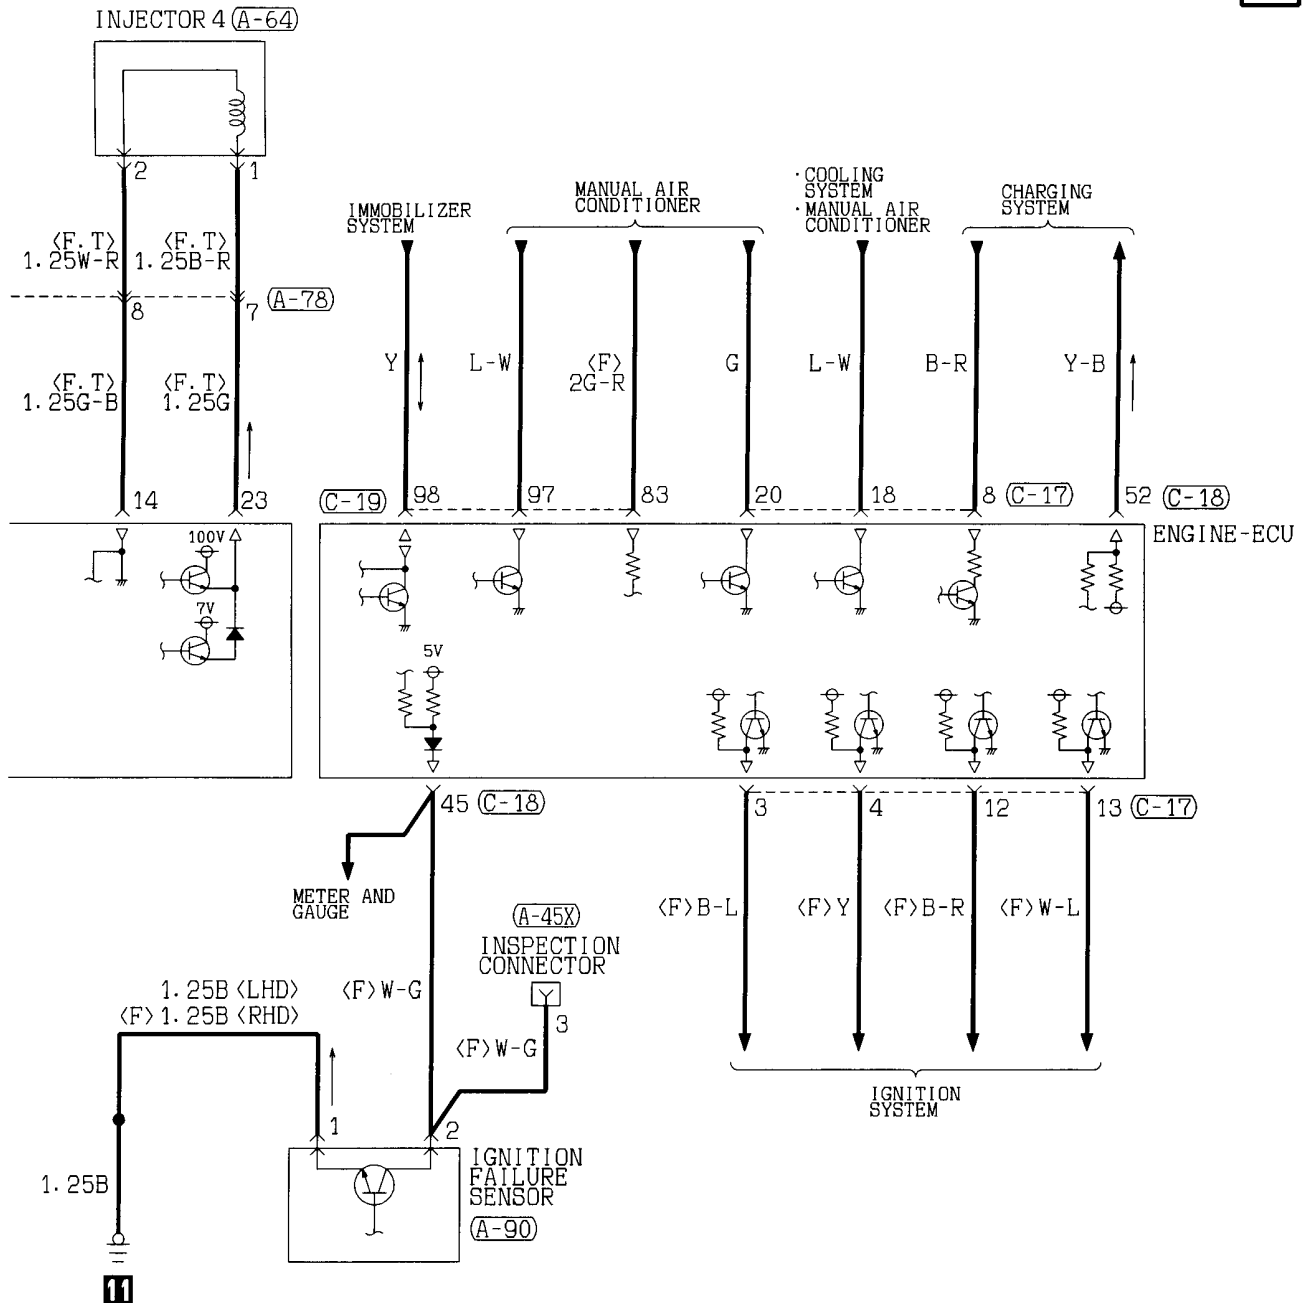 INJECTOR 4 (A-64)
2
1
<F.T>
1.25W-R
<F.T>
1.25B-R
8
7
(A-78)
<F.T>
1.25G-B
<F.T>
1.25G
14
23
100V
7V
IMMOBILIZER
SYSTEM
MANUAL AIR
CONDITIONER
·COOLING
SYSTEM
·MANUAL AIR
CONDITIONER
CHARGING
SYSTEM
Y
L-W
<F>
2G-R
G
L-W
B-R
Y-B
(C-19) 98
97
83
20
18
8 (C-17)
52 (C-18)
ENGINE-ECU
5V
45 (C-18)
3
4
12
13 (C-17)
METER AND
GAUGE
<F>B-L
<F>Y
<F>B-R
<F>W-L
(A-45X)
INSPECTION
CONNECTOR
3
1.25B<LHD>
<F>1.25B<RHD>
<F>W-G
<F>W-G
IGNITION
SYSTEM
1
2
IGNITION
FAILURE
SENSOR
(A-90)
1.25B
11